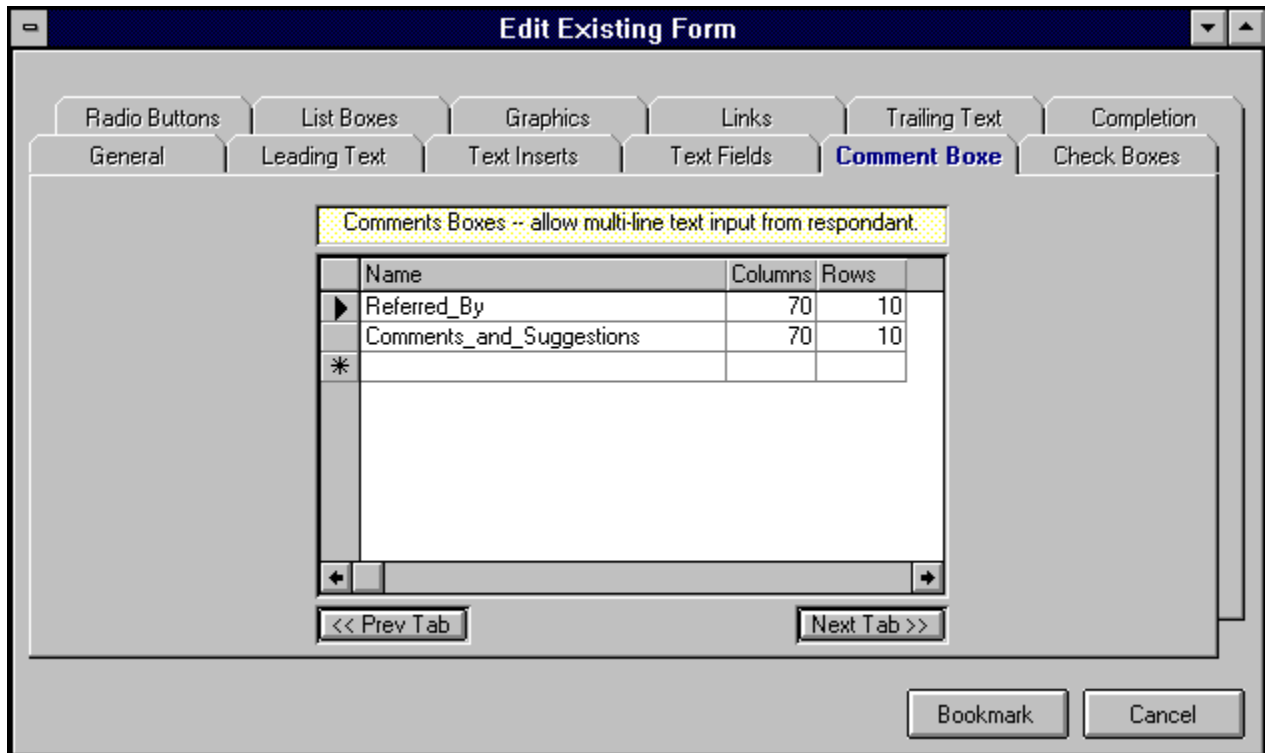 Edit Existing Form
Radio Buttons List Boxes Graphics Links Trailing Text Completion
General Leading Text Text Inserts Text Fields Comment Boxe Check Boxes
Comments Boxes -- allow multi-line text input from respondant.
Name Columns Rows
Referred_By 70 10
Comments_and_Suggestions 70 10
<< Prev Tab Next Tab >>
Bookmark Cancel